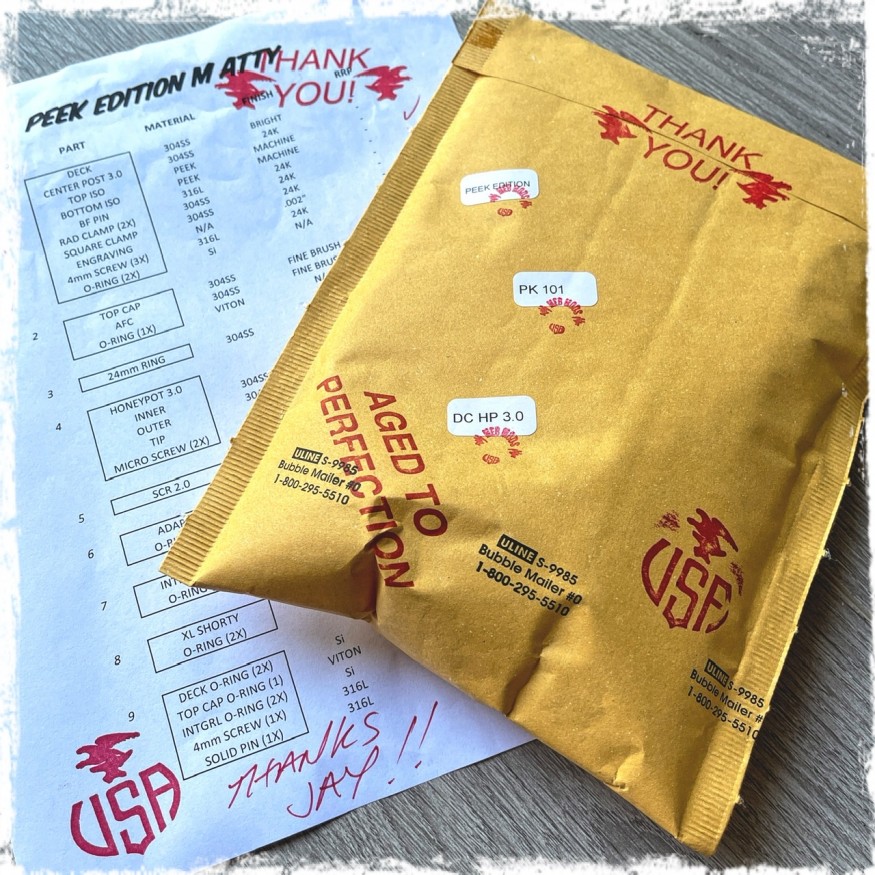 PEEK EDITION M ATTY
THANK
YOU!
RRP
FINISH
PART
MATERIAL
DECK
CENTER POST 3.0
TOP ISO
BOTTOM ISO
BF PIN
RAD CLAMP (2X)
SQUARE CLAMP
ENGRAVING
4mm SCREW (3X)
O-RING (2X)
304SS
304SS
PEEK
PEEK
316L
304SS
304SS
N/A
316L
Si
BRIGHT
24K
MACHINE
MACHINE
24K
24K
24K
.002"
24K
N/A
2
TOP CAP
AFC
O-RING (1X)
304SS
304SS
VITON
FINE BRUSH
FINE
3
24mm RING
304SS
4
HONEYPOT 3.0
INNER
OUTER
TIP
MICRO SCREW (2X)
304SS
5
SCR 2.0
6
7
8
XL SHORTY
O-RING (2X)
9
DECK O-RING (2X)
TOP CAP O-RING (1)
INTGRL O-RING (2X)
4mm SCREW (1X)
SOLID PIN (1X)
Si
VITON
Si
316L
316L
USA
THANKS
JAY!!
THANK
YOU!
PEEK EDITION
PK 101
DC HP 3.0
AGED TO
PERFECTION
ULINE S-9985
Bubble Mailer #0
1-800-295-5510
ULINE S-9985
Bubble Mailer #0
1-800-295-5510
USA
ULINE S-9985
Bubble Mailer #
1-800-295-5510